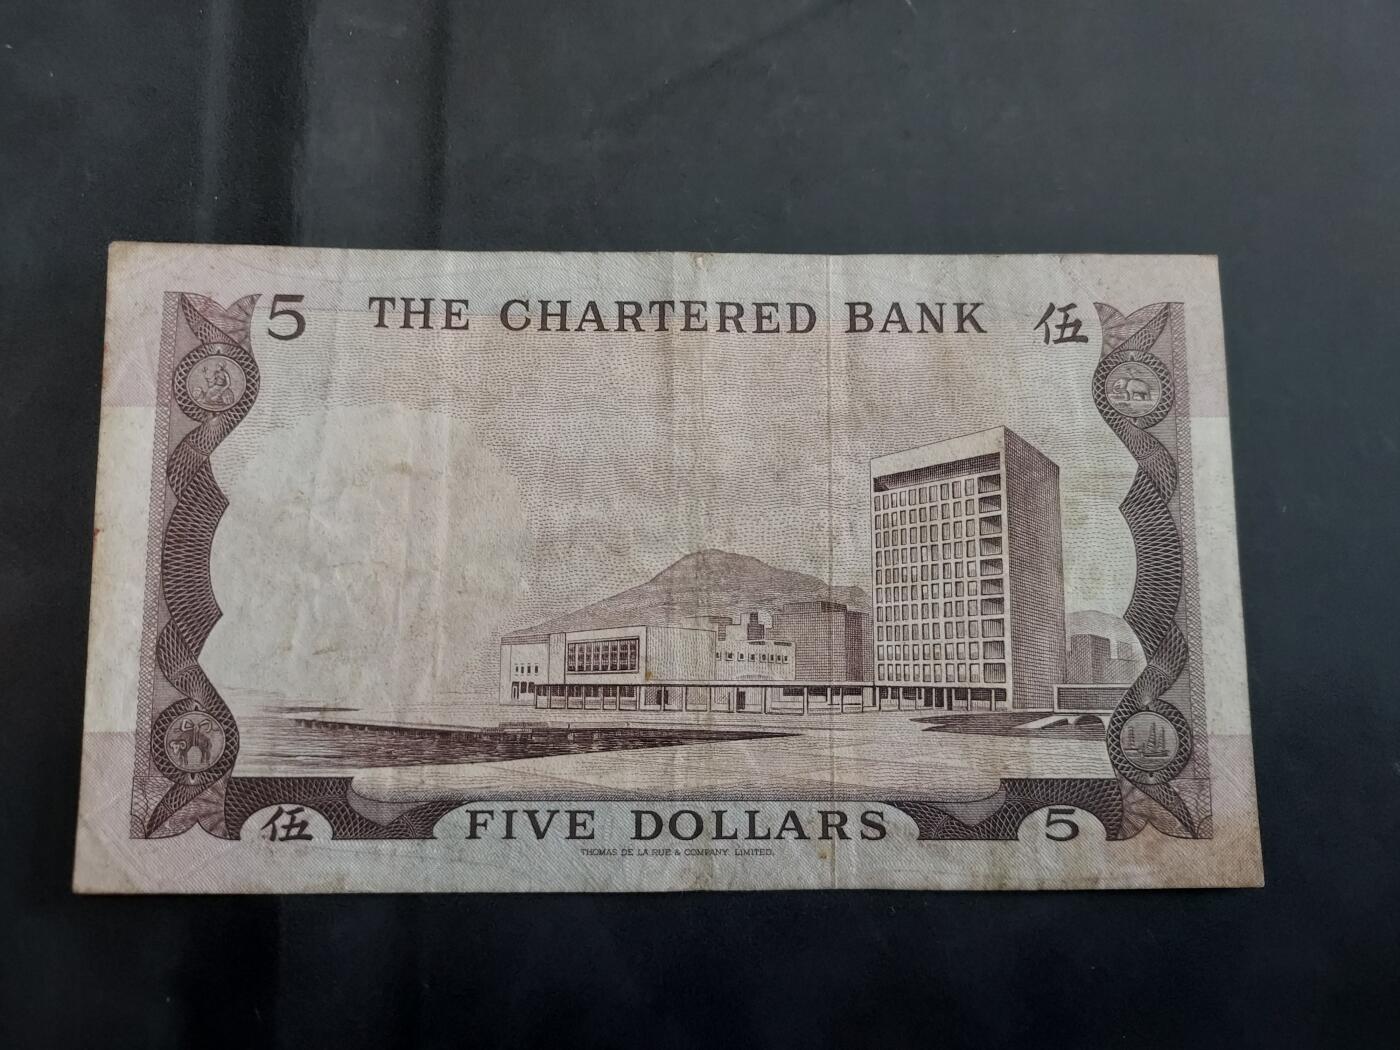 5 THE CHARTERED BANK 伍
伍 FIVE DOLLARS 5
THOMAS DE LA RUE & COMPANY, LIMITED.